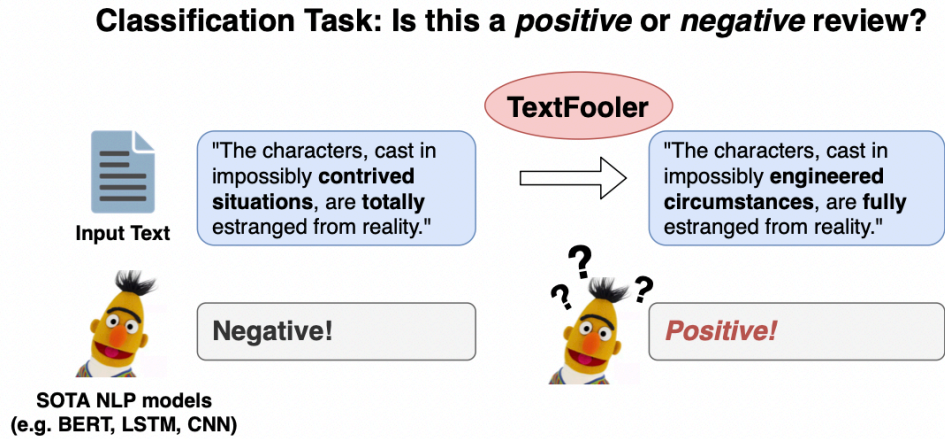 Classification Task: Is this a positive or negative review?
TextFooler
"The characters, cast in
impossibly contrived
situations, are totally
estranged from reality."
"The characters, cast in
impossibly engineered
circumstances, are fully
estranged from reality."
Input Text
? ? ?
Negative!
Positive!
SOTA NLP models
(e.g. BERT, LSTM, CNN)